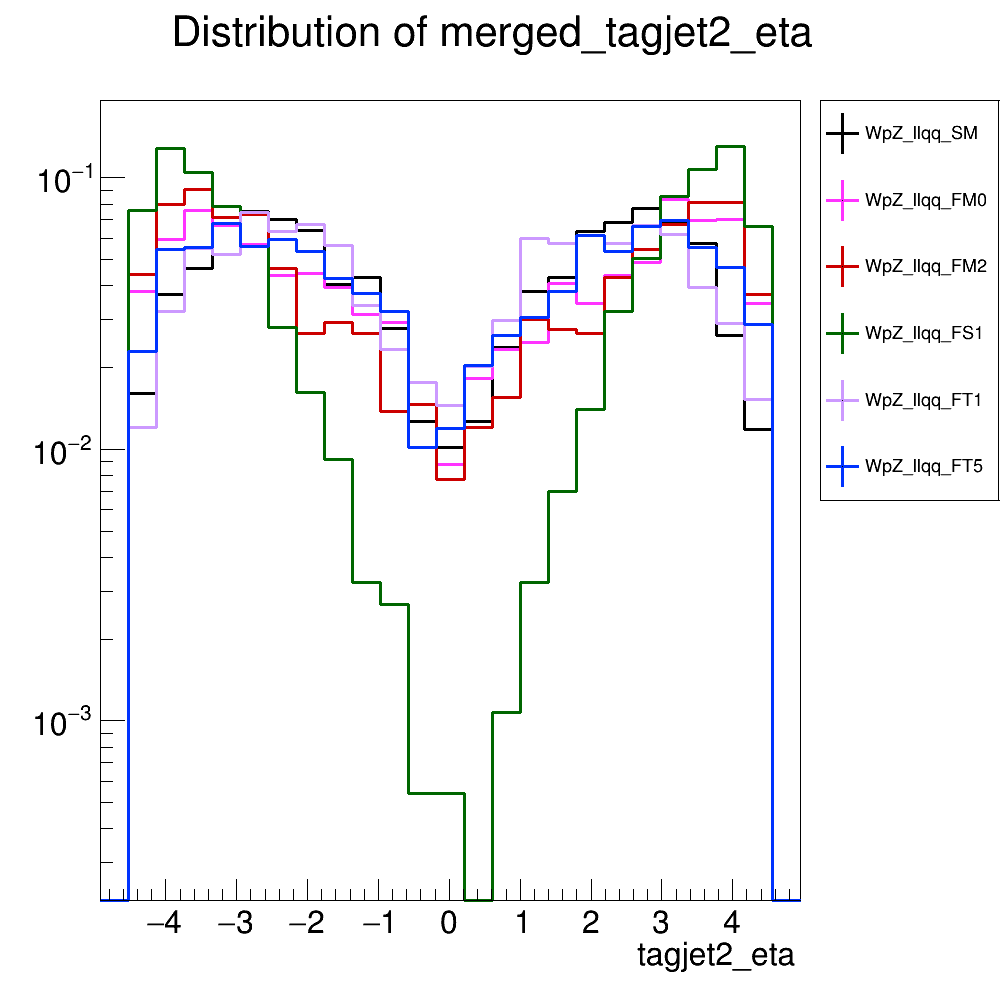 Distribution of merged_tagjet2_eta
10−1
10−2
10−3
−4 −3 −2 −1 0 1 2 3 4
tagjet2_eta
WpZ_llqq_SM
WpZ_llqq_FM0
WpZ_llqq_FM2
WpZ_llqq_FS1
WpZ_llqq_FT1
WpZ_llqq_FT5